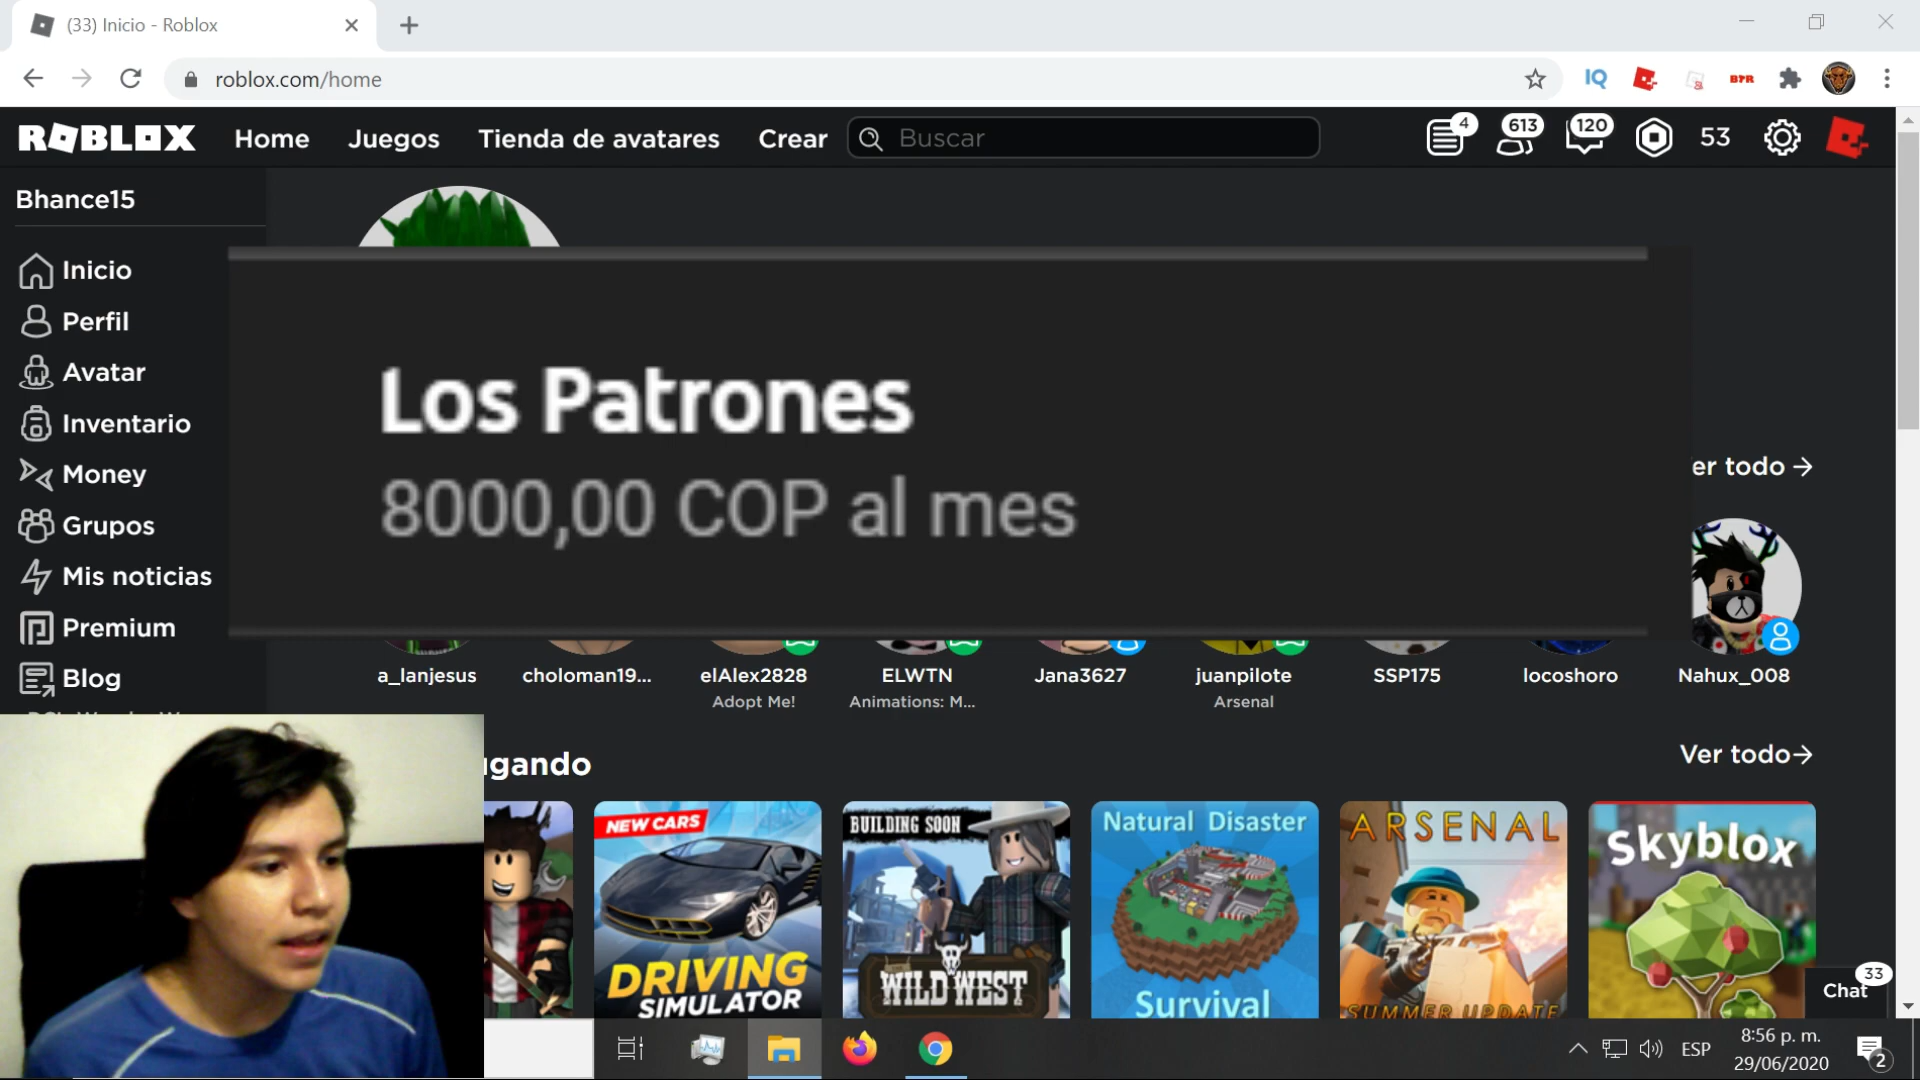 (33) Inicio - Roblox
roblox.com/home
IQ
BTR
ROBLOX
Home
Juegos
Tienda de avatares
Crear
Buscar
4
613
120
53
Bhance15
Inicio
Perfil
Avatar
Inventario
Money
Grupos
Mis noticias
Premium
Blog
Los Patrones
8000,00 COP al mes
er todo
a_lanjesus
choloman19...
elAlex2828
ELWTN
Jana3627
juanpilote
SSP175
locoshoro
Nahux_008
Adopt Me!
Animations: M...
Arsenal
ugando
Ver todo
NEW CARS
DRIVING
SIMULATOR
BUILDING SOON
WILD WEST
Natural Disaster
Survival
ARSENAL
SUMMER UPDATE
Skyblox
Chat
33
ESP
8:56 p. m.
29/06/2020
2